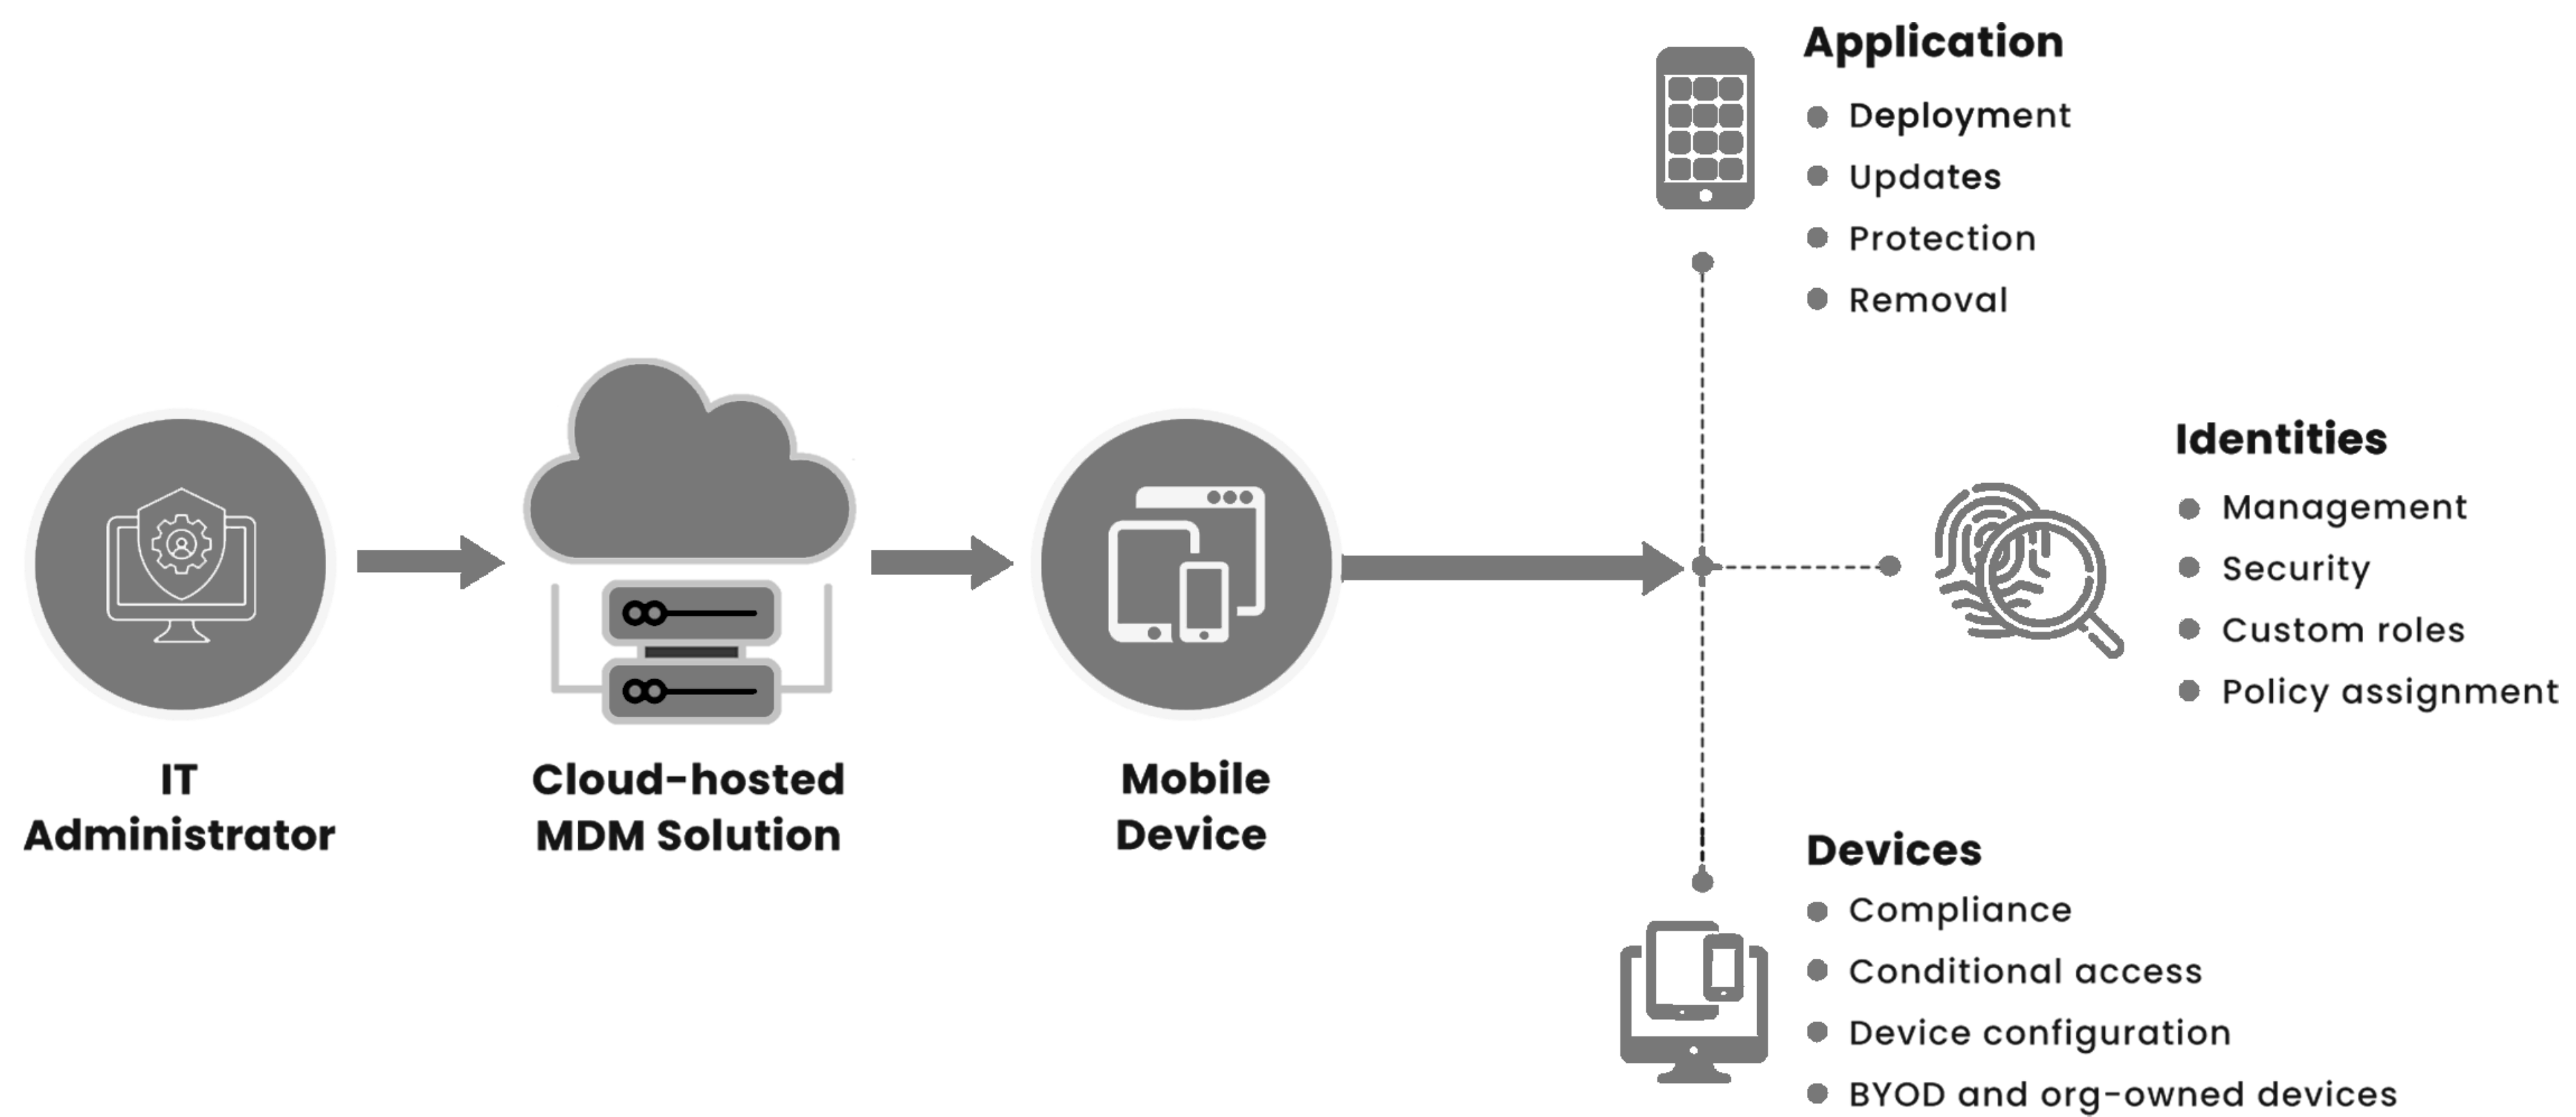 Application
Deployment
Updates
Protection
Removal
Identities
Management
Security
Custom roles
Policy assignment
IT
Administrator
Cloud-hosted
MDM Solution
Mobile
Device
Devices
Compliance
Conditional access
Device configuration
BYOD and org-owned devices